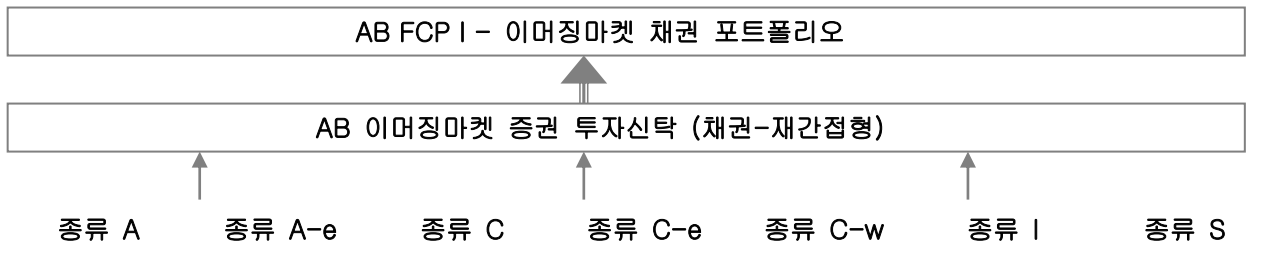 AB FCP I - 이머징마켓 채권 포트폴리오
AB 이머징마켓 증권 투자신탁 (채권-재간접형)
종류 A 종류 A-e 종류 C 종류 C-e 종류 C-w 종류 I 종류 S